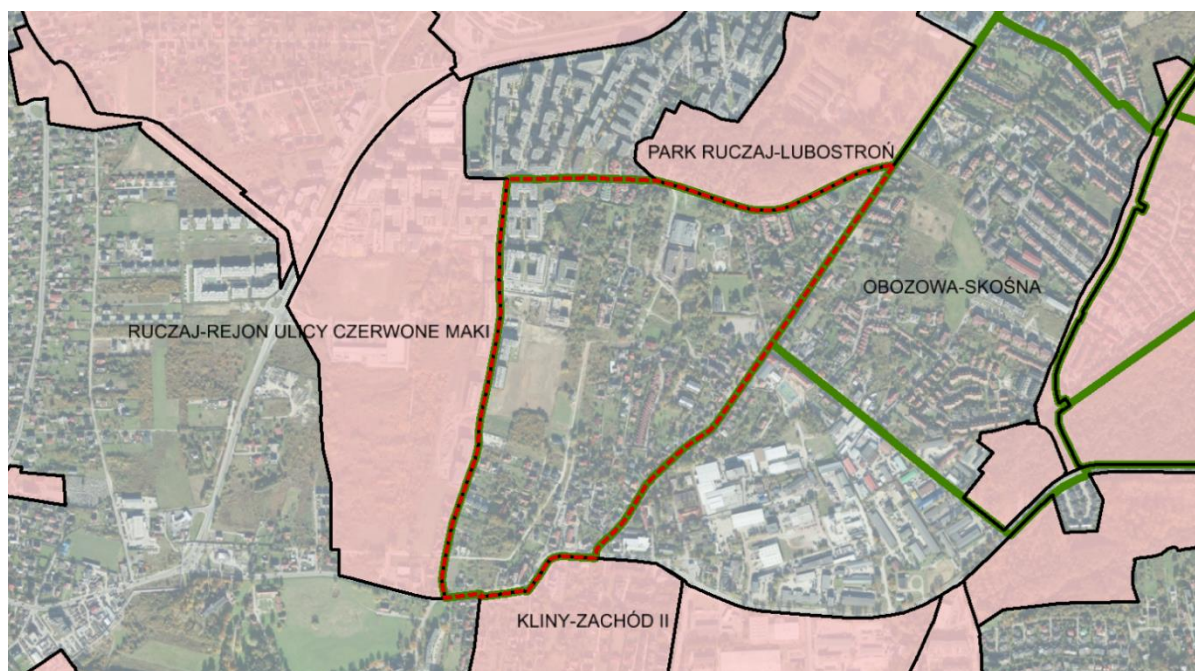 PARK RUCZAJ-LUBOSTROŃ
OBOZOWA-SKOŚNA
RUCZAJ-REJON ULICY CZERWONE MAKI
KLINY-ZACHÓD II